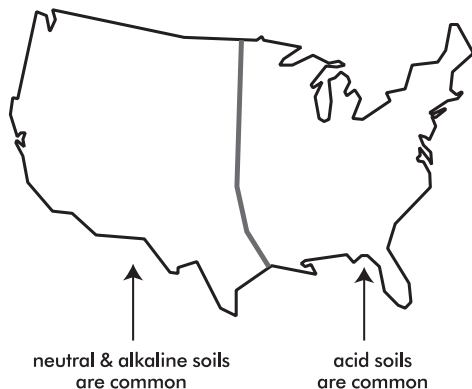 neutral & alkaline soils
are common
acid soils
are common